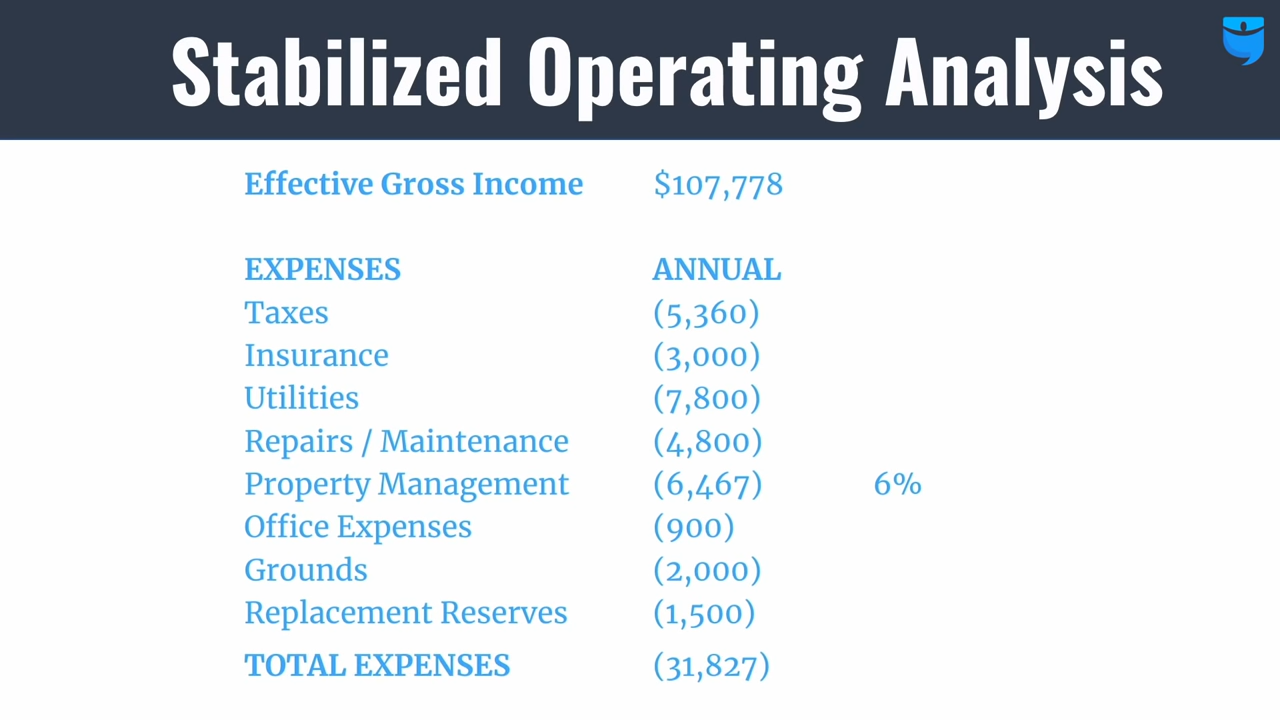 Stabilized Operating Analysis
Effective Gross Income $107,778
EXPENSES ANNUAL
Taxes (5,360)
Insurance (3,000)
Utilities (7,800)
Repairs / Maintenance (4,800)
Property Management (6,467) 6%
Office Expenses (900)
Grounds (2,000)
Replacement Reserves (1,500)
TOTAL EXPENSES (31,827)